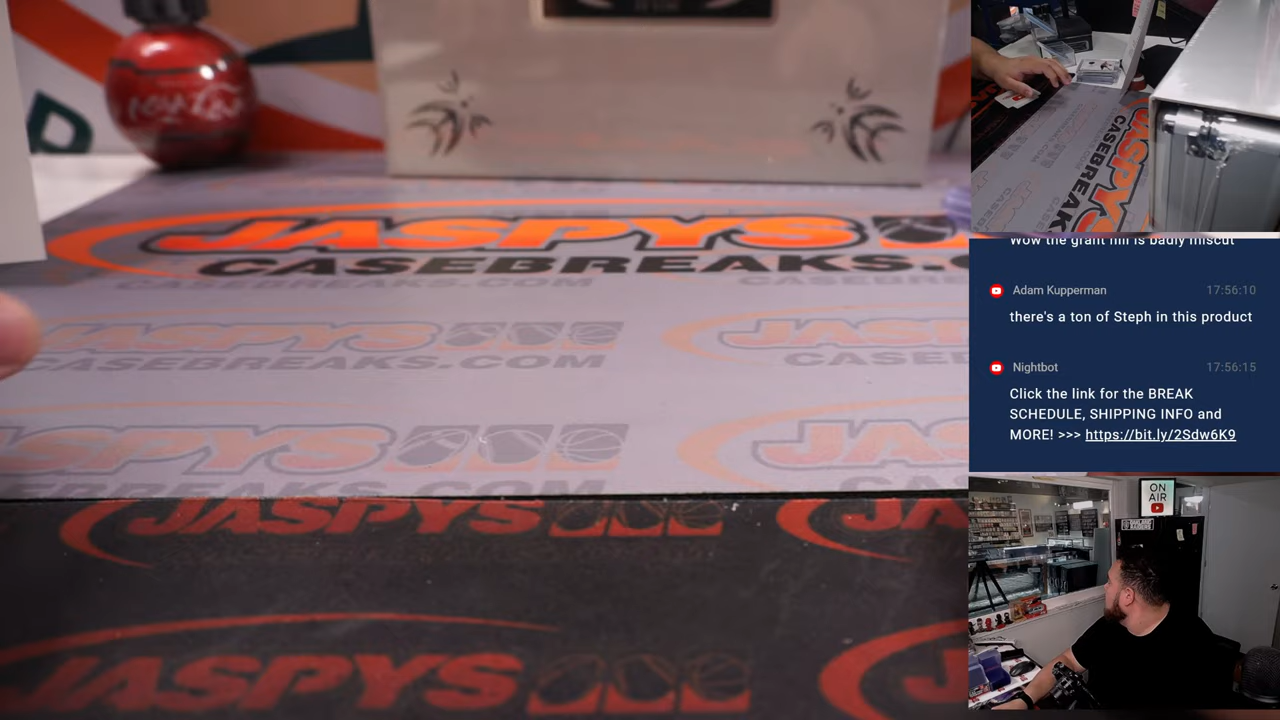 JASPYS
CASEBREAKS.C
CASEBREAKS.COM
JASPYS
CASEBREAKS.COM
JASPYS
CASEB
JASPYS
JASPYS
JASPYS
JASPYS
JASPYS
CASEBREAKS
Wow the grant hill is badly miscut
Adam Kupperman 17:56:10
there's a ton of Steph in this product
Nightbot 17:56:15
Click the link for the BREAK
SCHEDULE, SHIPPING INFO and
MORE! >>> https://bit.ly/2Sdw6K9
ON
AIR